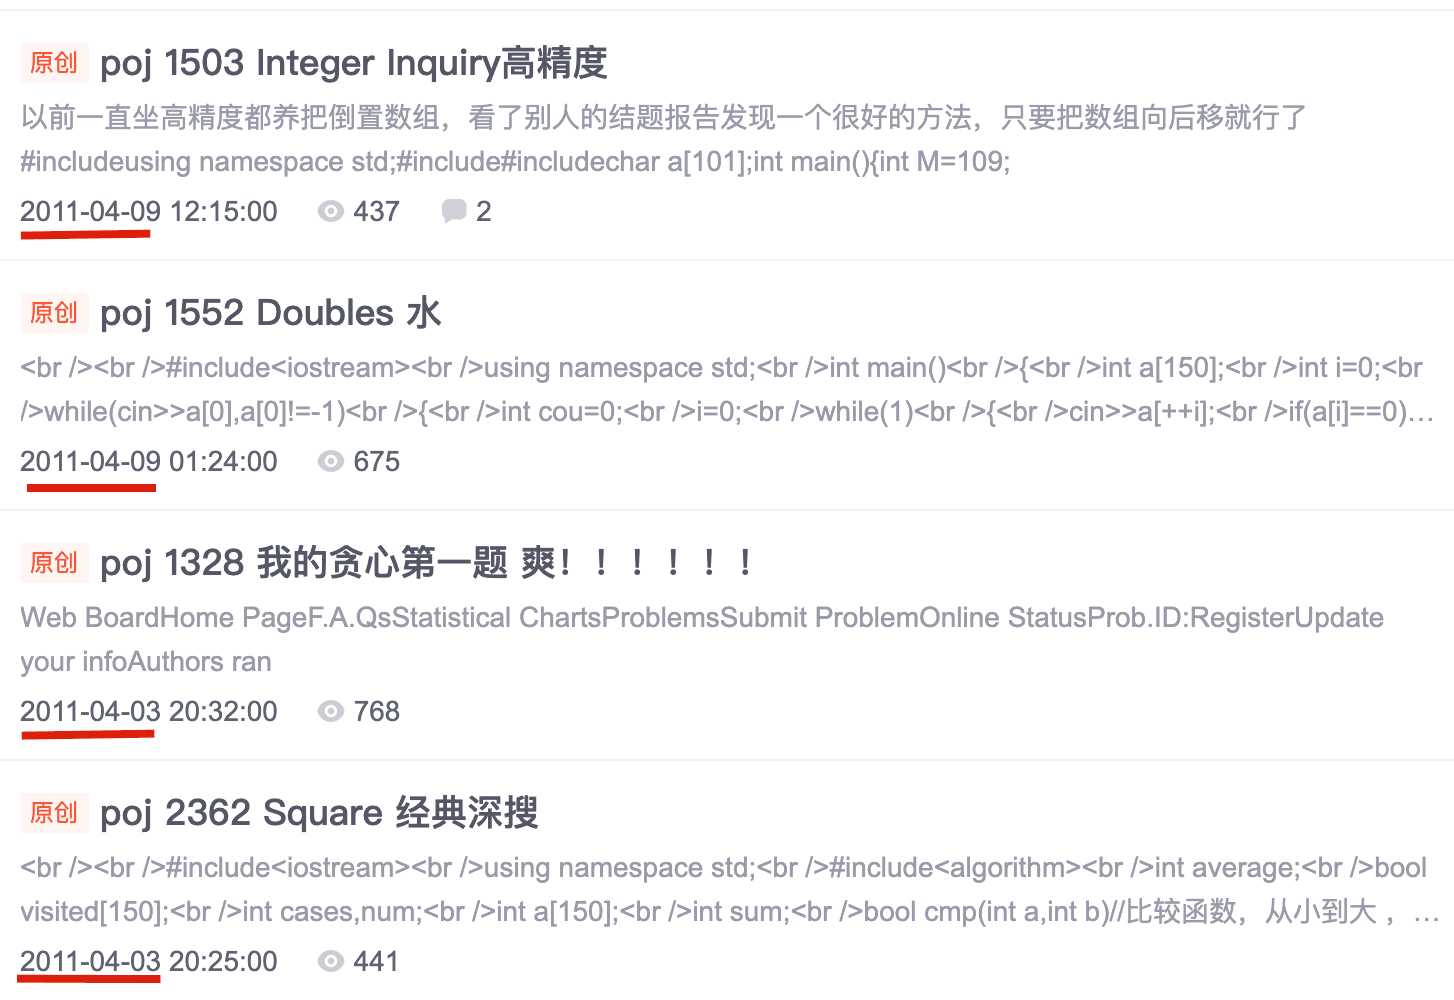 原创 poj 1503 Integer Inquiry高精度
以前一直坐高精度都养把倒置数组，看了别人的结题报告发现一个很好的方法，只要把数组向后移就行了
#includeusing namespace std;#include#includechar a[101];int main(){int M=109;
2011-04-09 12:15:00 437 2
原创 poj 1552 Doubles 水
<br /><br />#include<iostream><br />using namespace std;<br />int main()<br />{<br />int a[150];<br />int i=0;<br
/>while(cin>>a[0],a[0]!=-1)<br />{<br />int cou=0;<br />i=0;<br />while(1)<br />{<br />cin>>a[++i];<br />if(a[i]==0)…
2011-04-09 01:24:00 675
原创 poj 1328 我的贪心第一题 爽！！！！！！
Web BoardHome PageF.A.QsStatistical ChartsProblemsSubmit ProblemOnline StatusProb.ID:RegisterUpdate
your infoAuthors ran
2011-04-03 20:32:00 768
原创 poj 2362 Square 经典深搜
<br /><br />#include<iostream><br />using namespace std;<br />#include<algorithm><br />int average;<br />bool
visited[150];<br />int cases,num;<br />int a[150];<br />int sum;<br />bool cmp(int a,int b)//比较函数，从小到大 ，…
2011-04-03 20:25:00 441